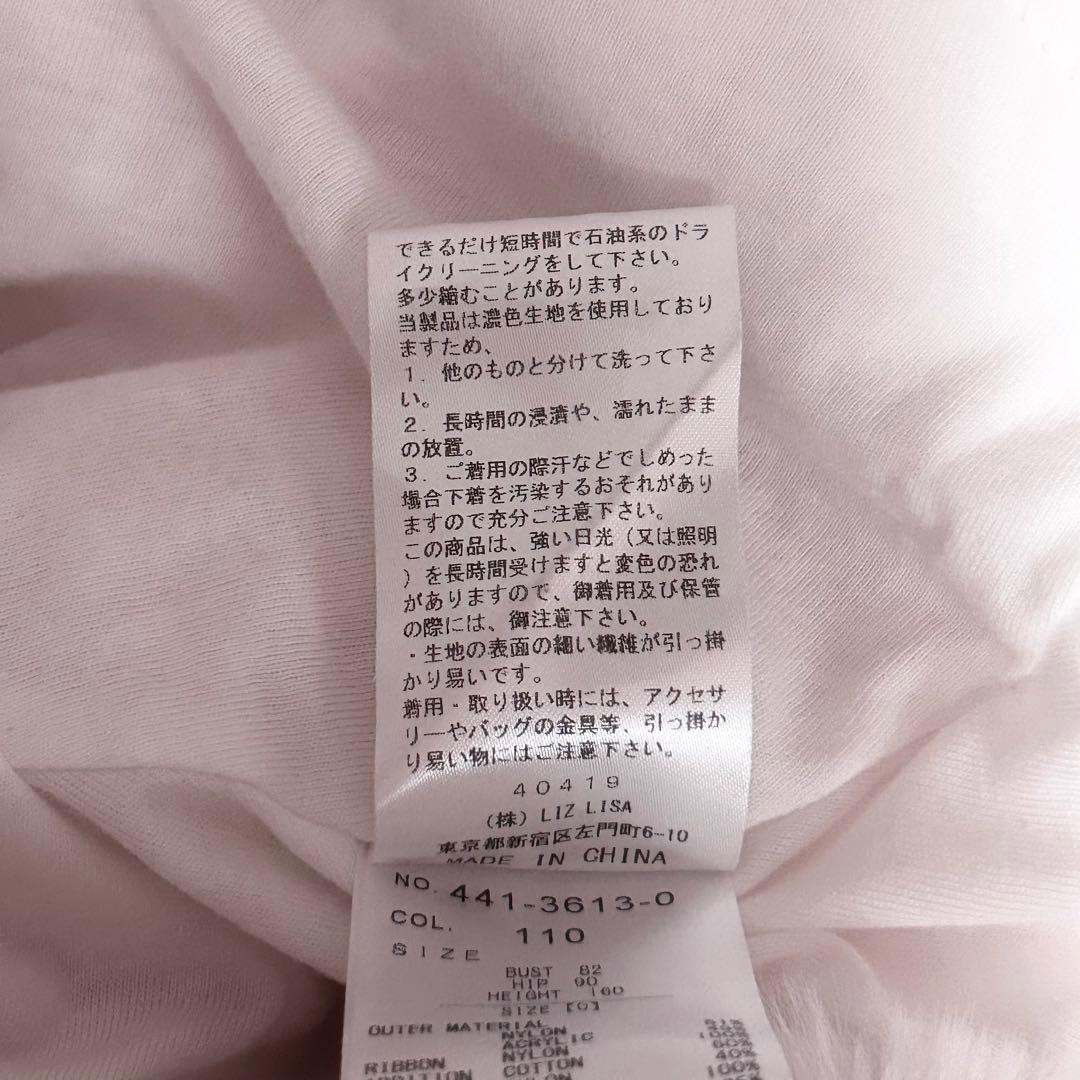 できるだけ短時間で石油系のドラ
イクリーニングをして下さい。
多少縮むことがあります。
当製品は濃色生地を使用しており
ますため、
1．他のものと分けて洗って下さ
い。
2．長時間の浸漬や、濡れたまま
の放置。
3．ご着用の際汗などでしめった
場合下着を汚染するおそれがあり
ますので充分ご注意下さい。
この商品は、強い日光（又は照明
）を長時間受けますと変色の恐れ
がありますので、御着用及び保管
の際には、御注意下さい。
・生地の表面の細い繊維が引っ掛
かり易いです。
着用・取り扱い時には、アクセサ
リーやバッグの金具等、引っ掛か
り易い物にはご注意下さい。
40419
（株）LIZ LISA
東京都新宿区左門町6-10
MADE IN CHINA
NO. 441-3613-0
COL. 110
SIZE
BUST 82
HIP 90
HEIGHT 160
SIZE [0]
OUTER MATERIAL
NYLON 100%
ACRYLIC 60%
RIBBON NYLON 40%
COTTON 100%